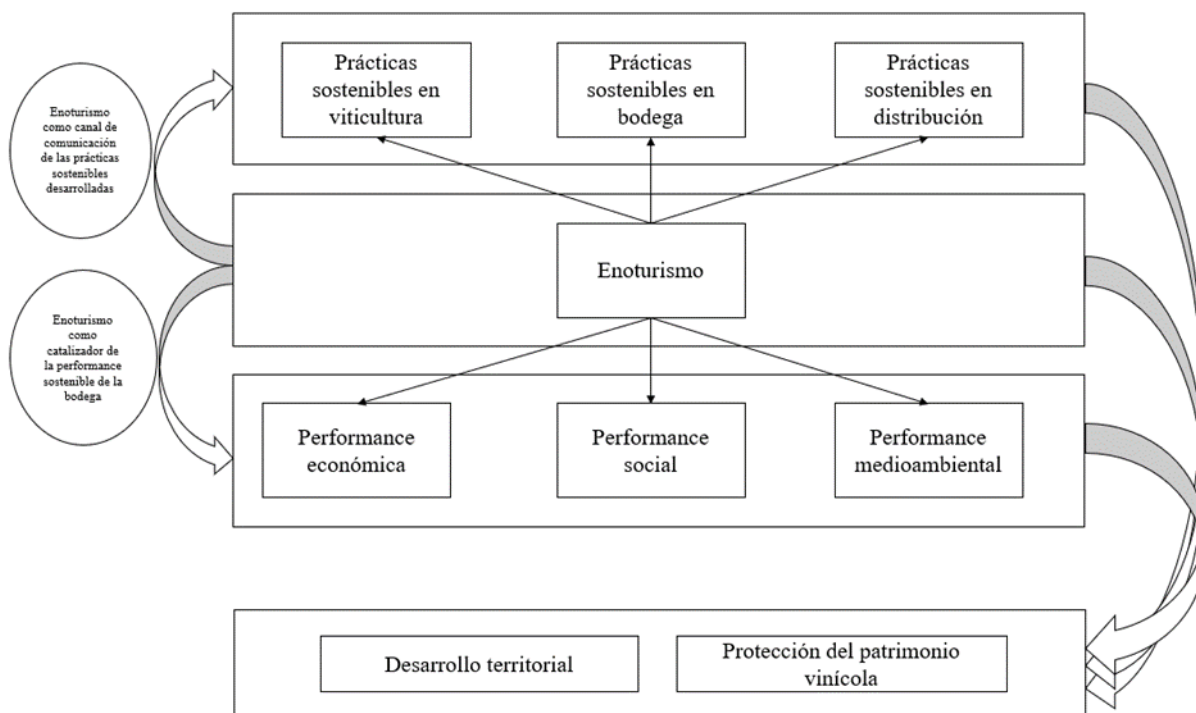 Prácticas
sostenibles en
viticultura
Prácticas
sostenibles en
bodega
Prácticas
sostenibles en
distribución
Enoturismo
como canal de
comunicación
de las prácticas
sostenibles
desarrolladas
Enoturismo
Enoturismo
como
catalizador de
la performance
sostenible de la
bodega
Performance
económica
Performance
social
Performance
medioambiental
Desarrollo territorial
Protección del patrimonio
vinícola